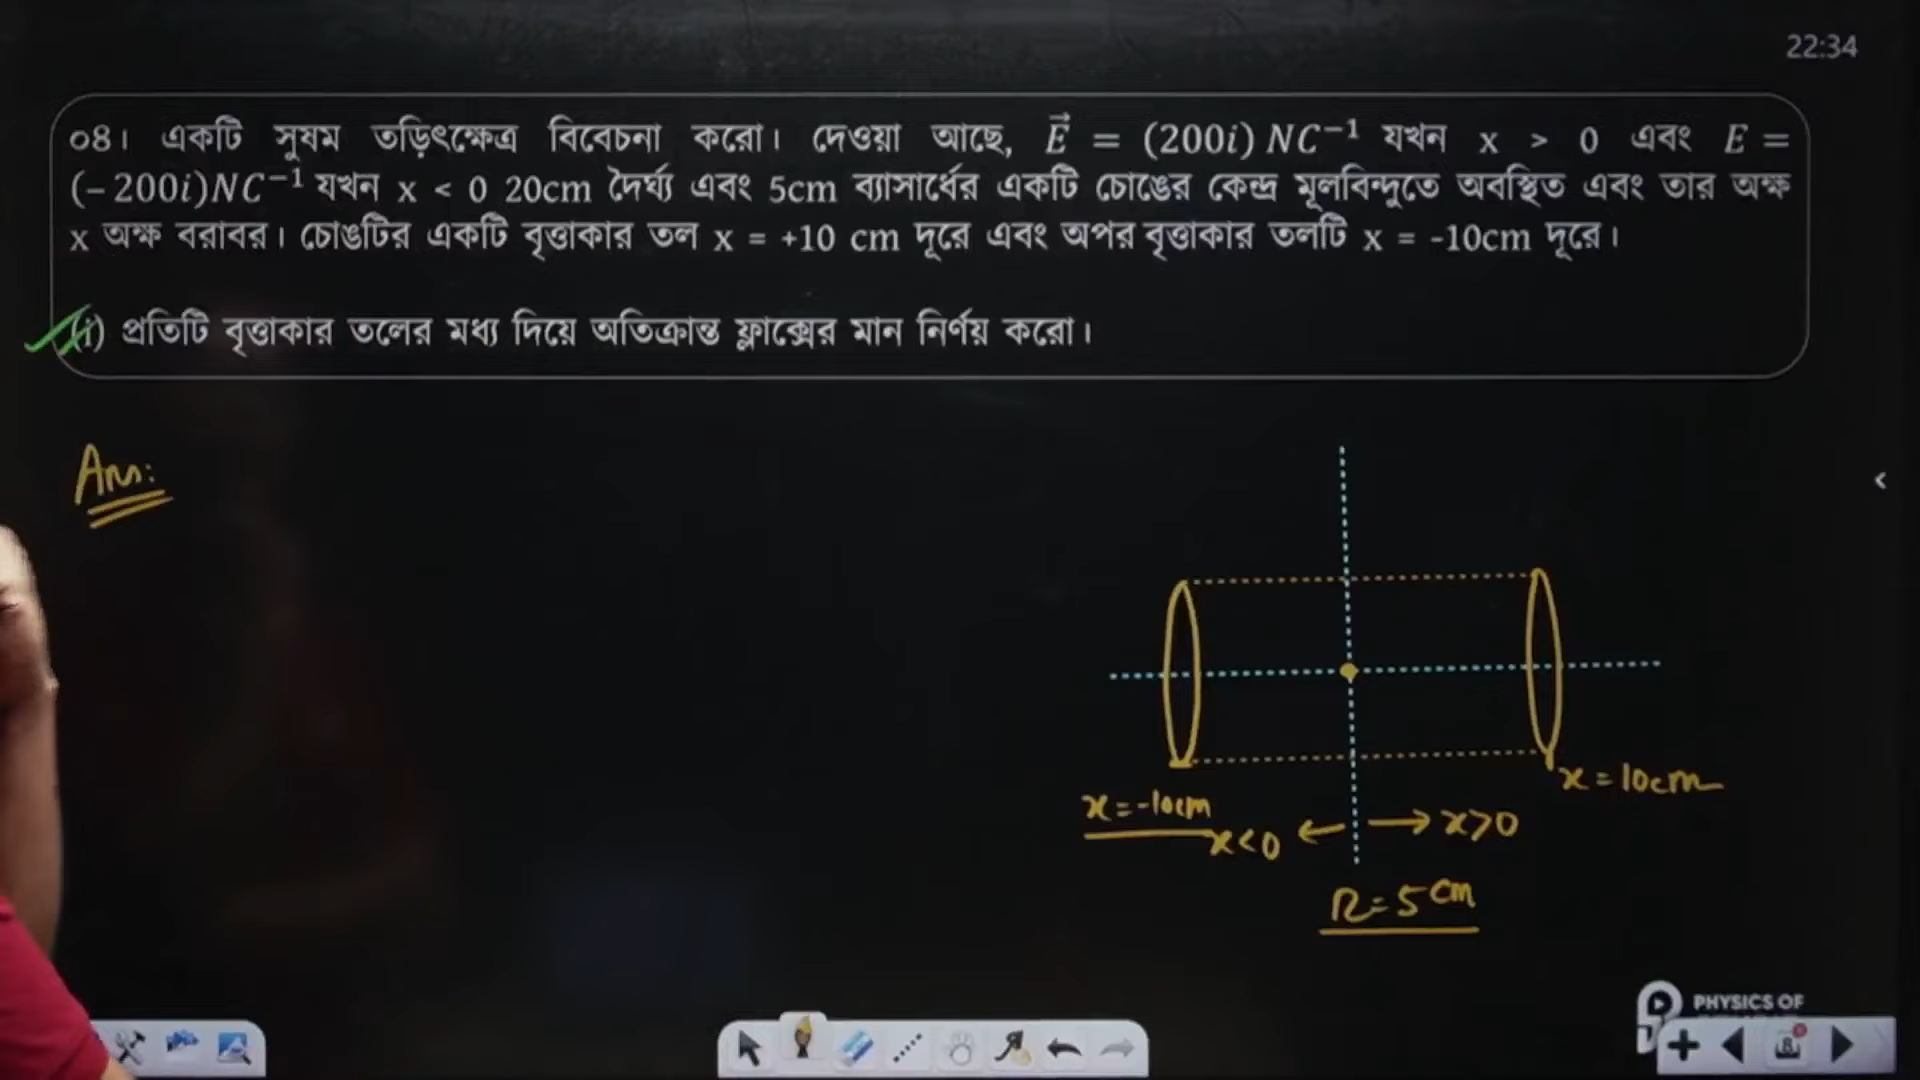 22:34
০৪। একটি সুষম তড়িৎক্ষেত্র বিবেচনা করো। দেওয়া আছে, E⃗ = (200i) NC⁻¹ যখন x > 0 এবং E =
(−200i)NC⁻¹ যখন x < 0 20cm দৈর্ঘ্য এবং 5cm ব্যাসার্ধের একটি চোঙের কেন্দ্র মূলবিন্দুতে অবস্থিত এবং তার অক্ষ
x অক্ষ বরাবর। চোঙটির একটি বৃত্তাকার তল x = +10 cm দূরে এবং অপর বৃত্তাকার তলটি x = -10cm দূরে।
(i) প্রতিটি বৃত্তাকার তলের মধ্য দিয়ে অতিক্রান্ত ফ্লাক্সের মান নির্ণয় করো।
Ans:
x = 10cm
x = -10cm
x<0 ← → x>0
R = 5cm
PHYSICS OF